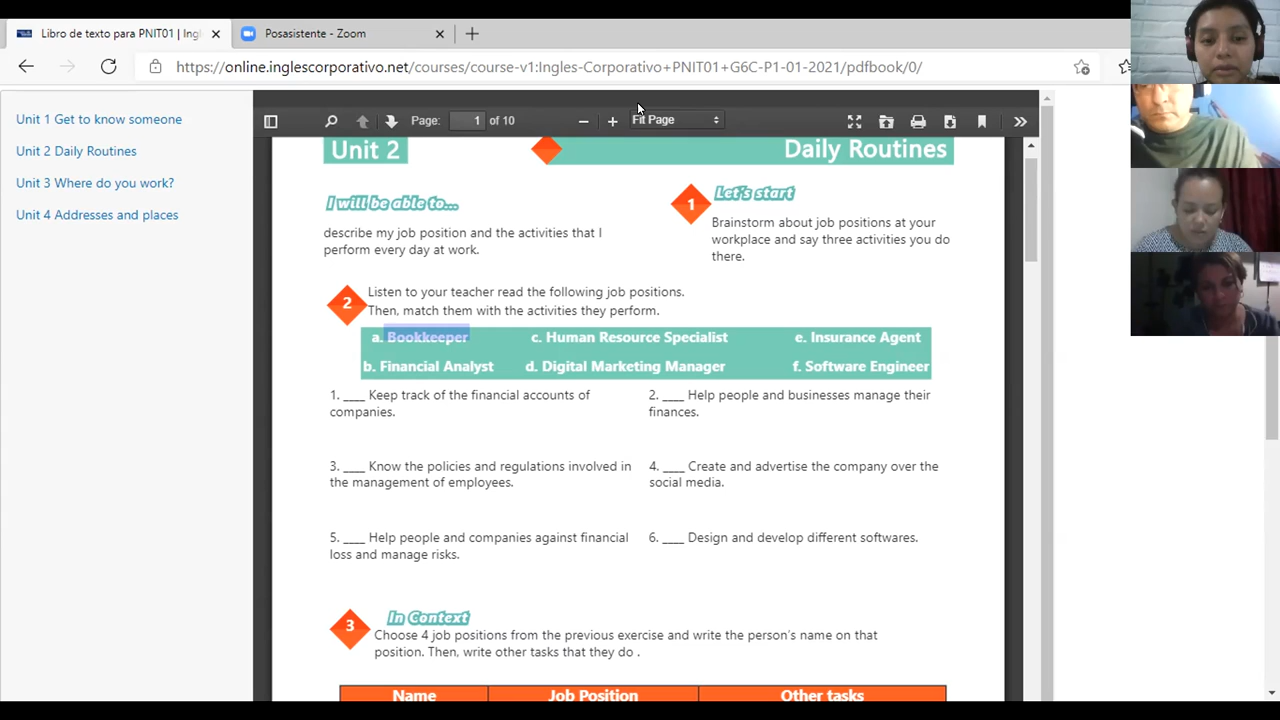 Libro de texto para PNIT01 | Ingl
Posasistente - Zoom
https://online.inglescorporativo.net/courses/course-v1:Ingles-Corporativo+PNIT01+G6C-P1-01-2021/pdfbook/0/
Unit 1 Get to know someone
Unit 2 Daily Routines
Unit 3 Where do you work?
Unit 4 Addresses and places
Page: 1 of 10
Fit Page
Unit 2
Daily Routines
I will be able to...
describe my job position and the activities that I
perform every day at work.
1
Let's start
Brainstorm about job positions at your
workplace and say three activities you do
there.
2
Listen to your teacher read the following job positions.
Then, match them with the activities they perform.
a. Bookkeeper c. Human Resource Specialist e. Insurance Agent
b. Financial Analyst d. Digital Marketing Manager f. Software Engineer
1. ____ Keep track of the financial accounts of
companies.
2. ____ Help people and businesses manage their
finances.
3. ____ Know the policies and regulations involved in
the management of employees.
4. ____ Create and advertise the company over the
social media.
5. ____ Help people and companies against financial
loss and manage risks.
6. ____ Design and develop different softwares.
3
In Context
Choose 4 job positions from the previous exercise and write the person's name on that
position. Then, write other tasks that they do .
Name Job Position Other tasks